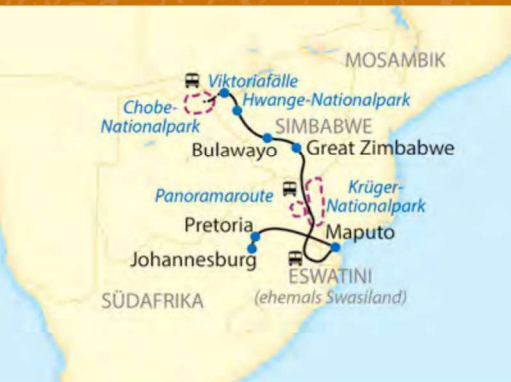 MOSAMBIK
Viktoriafälle
Hwange-Nationalpark
Chobe-
Nationalpark
SIMBABWE
Bulawayo
Great Zimbabwe
Panoramaroute
Krüger-
Nationalpark
Pretoria
Maputo
Johannesburg
ESWATINI
(ehemals Swasiland)
SÜDAFRIKA